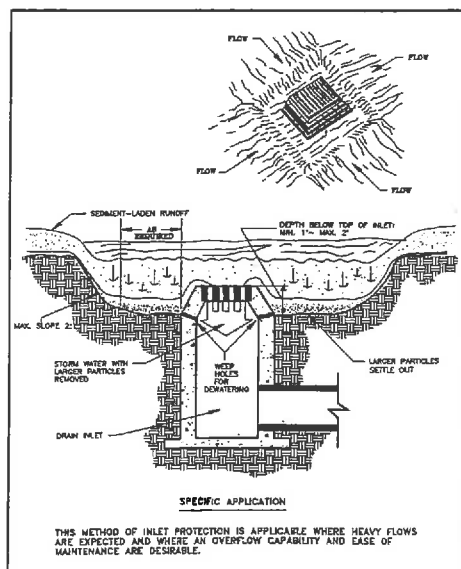 FLOW
FLOW
FLOW
FLOW
SEDIMENT-LADEN RUNOFF
AS
REQUIRED
DEPTH BELOW TOP OF INLET:
MIN. 1'- MAX. 2'
MAX. SLOPE 2:
STORM WATER WITH
LARGER PARTICLES
REMOVED
WEEP
HOLES
FOR
DEWATERING
LARGER PARTICLES
SETTLE OUT
DRAIN INLET
SPECIFIC APPLICATION
THIS METHOD OF INLET PROTECTION IS APPLICABLE WHERE HEAVY FLOWS
ARE EXPECTED AND WHERE AN OVERFLOW CAPABILITY AND EASE OF
MAINTENANCE ARE DESIRABLE.